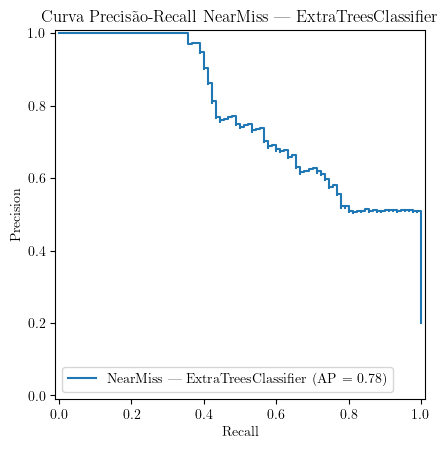 Curva Precisão-Recall NearMiss — ExtraTreesClassifier
1.0
0.8
0.6
0.4
0.2
0.0
Precision
NearMiss — ExtraTreesClassifier (AP = 0.78)
0.0 0.2 0.4 0.6 0.8 1.0
Recall